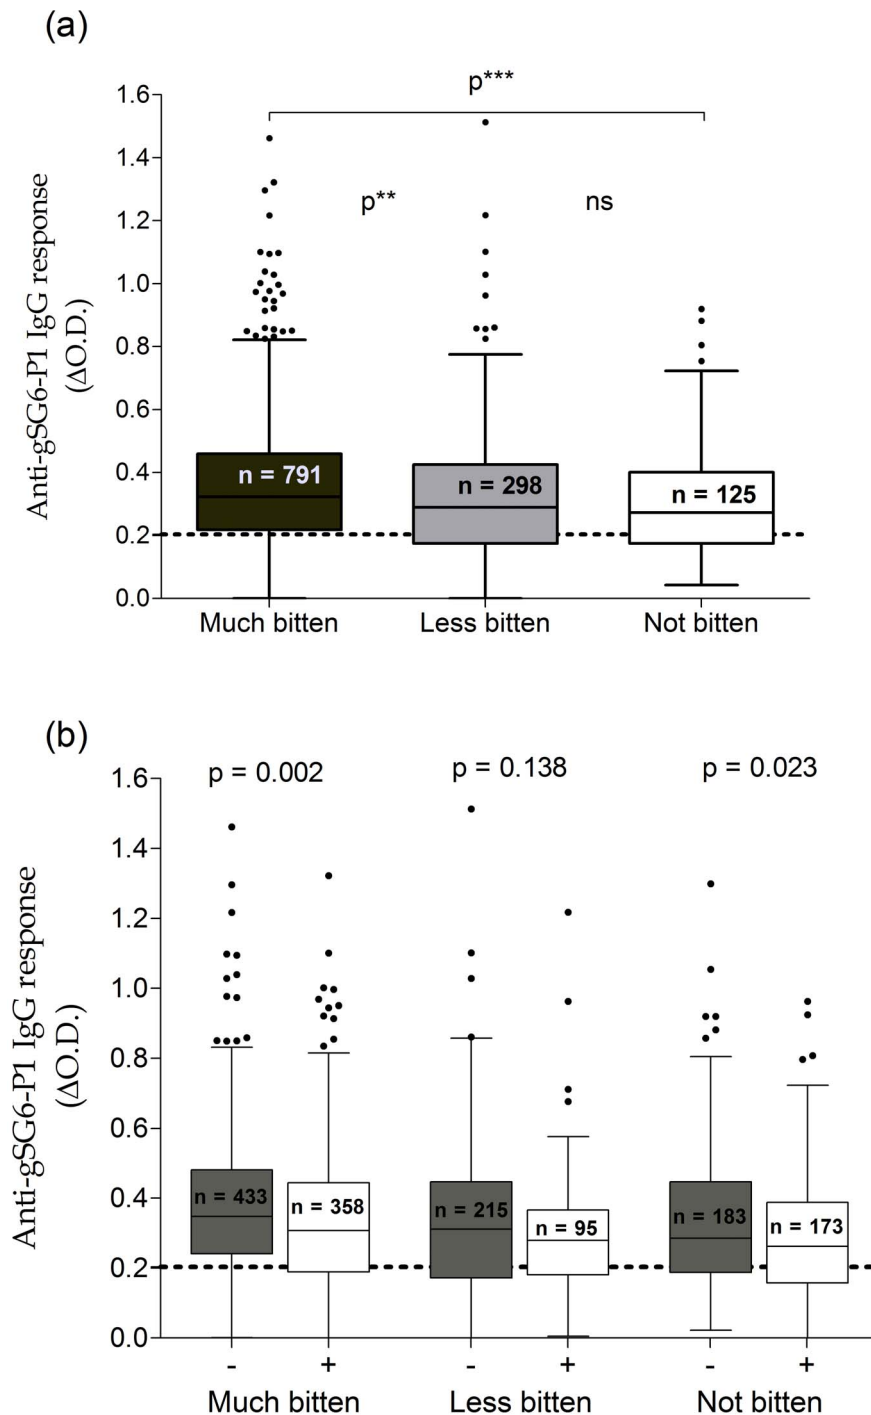 (a)
p***
p**
ns
Anti-gSG6-P1 IgG response
(ΔO.D.)
1.6
1.4
1.2
1.0
0.8
0.6
0.4
0.2
0.0
n = 791
n = 298
n = 125
Much bitten
Less bitten
Not bitten
(b)
p = 0.002
p = 0.138
p = 0.023
Anti-gSG6-P1 IgG response
(ΔO.D.)
1.6
1.4
1.2
1.0
0.8
0.6
0.4
0.2
0.0
n = 433
n = 358
n = 215
n = 95
n = 183
n = 173
- + - + - +
Much bitten
Less bitten
Not bitten